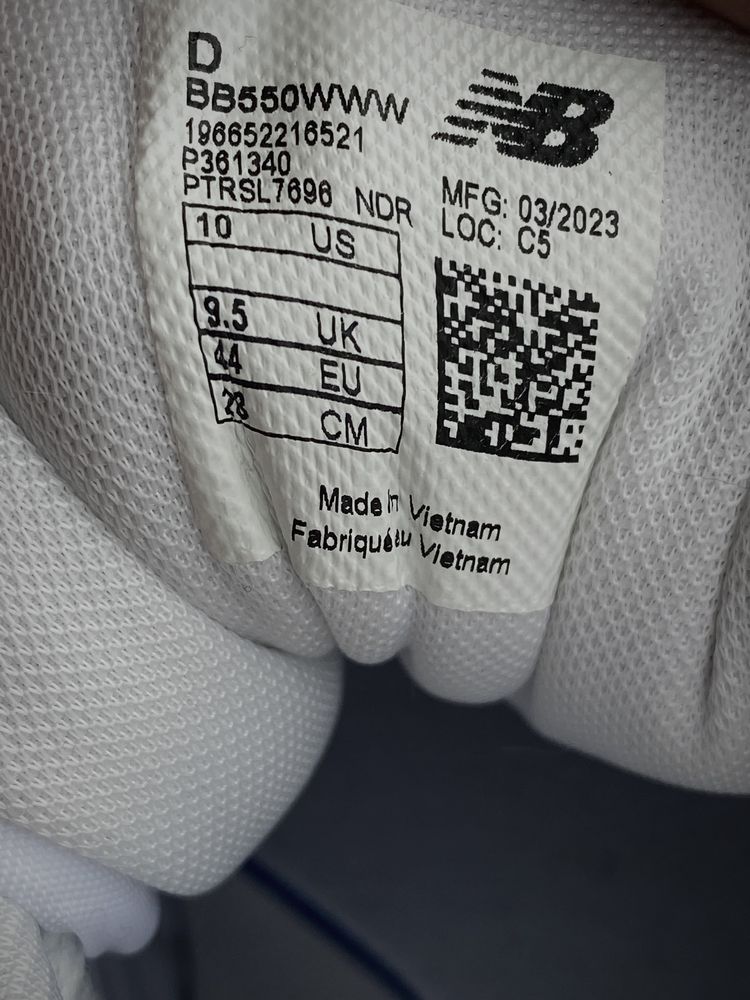 D
BB550WWW
196652216521
P361340
PTRSL7696 NDR
10 US
9.5 UK
44 EU
28 CM
NB
MFG: 03/2023
LOC: C5
Made in Vietnam
Fabriqué au Vietnam